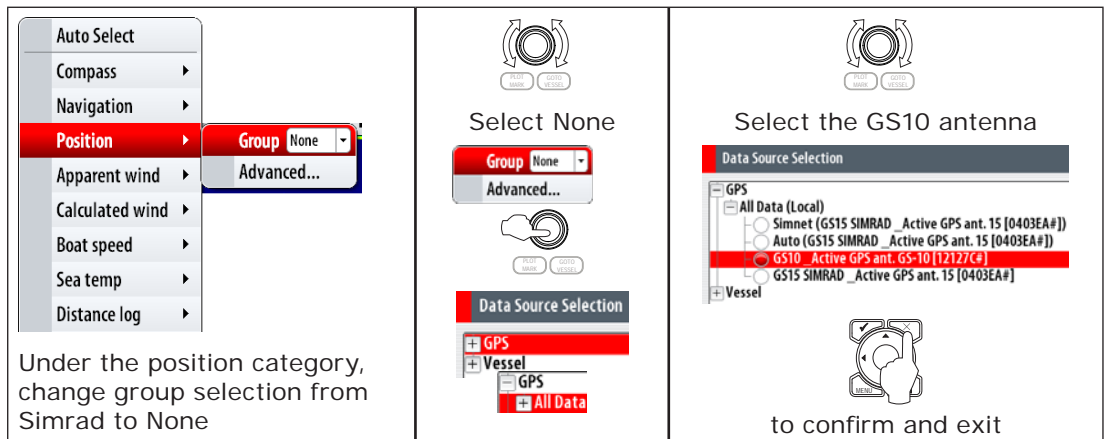 Auto Select
Compass
Navigation
Position
Group None
Advanced...
Apparent wind
Calculated wind
Boat speed
Sea temp
Distance log
Under the position category,
change group selection from
Simrad to None
PLOT MARK
GOTO VESSEL
Select None
Group None
Advanced...
PLOT MARK
GOTO VESSEL
Data Source Selection
GPS
Vessel
GPS
All Data
PLOT MARK
GOTO VESSEL
Select the GS10 antenna
Data Source Selection
GPS
All Data (Local)
Simnet (GS15 SIMRAD _Active GPS ant. 15 [0403EA#])
Auto (GS15 SIMRAD _Active GPS ant. 15 [0403EA#])
GS10 _Active GPS ant. GS-10 [12127C#]
GS15 SIMRAD _Active GPS ant. 15 [0403EA#]
Vessel
MENU
to confirm and exit